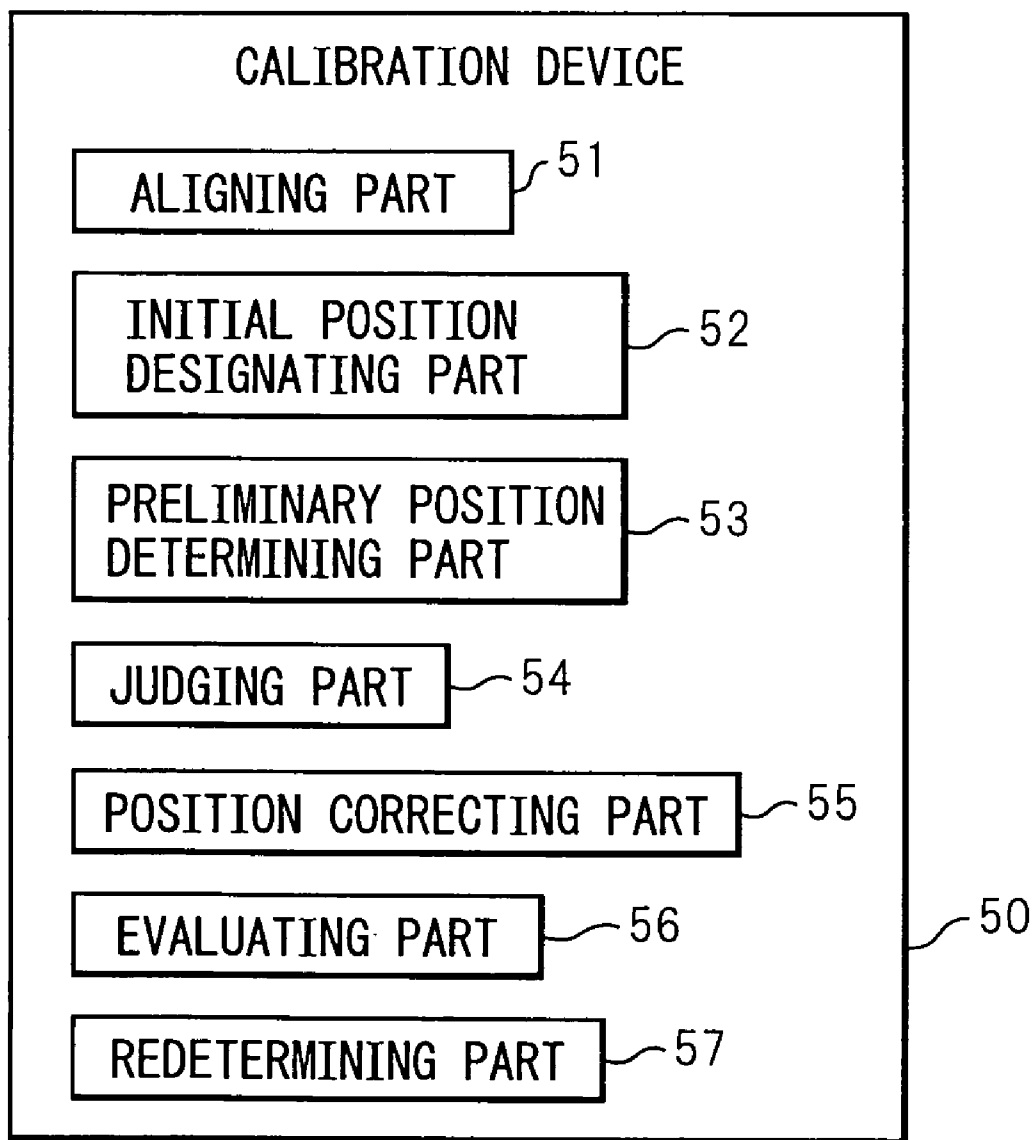 CALIBRATION DEVICE
ALIGNING PART
51
INITIAL POSITION
DESIGNATING PART
52
PRELIMINARY POSITION
DETERMINING PART
53
JUDGING PART
54
POSITION CORRECTING PART
55
EVALUATING PART
56
50
REDETERMINING PART
57